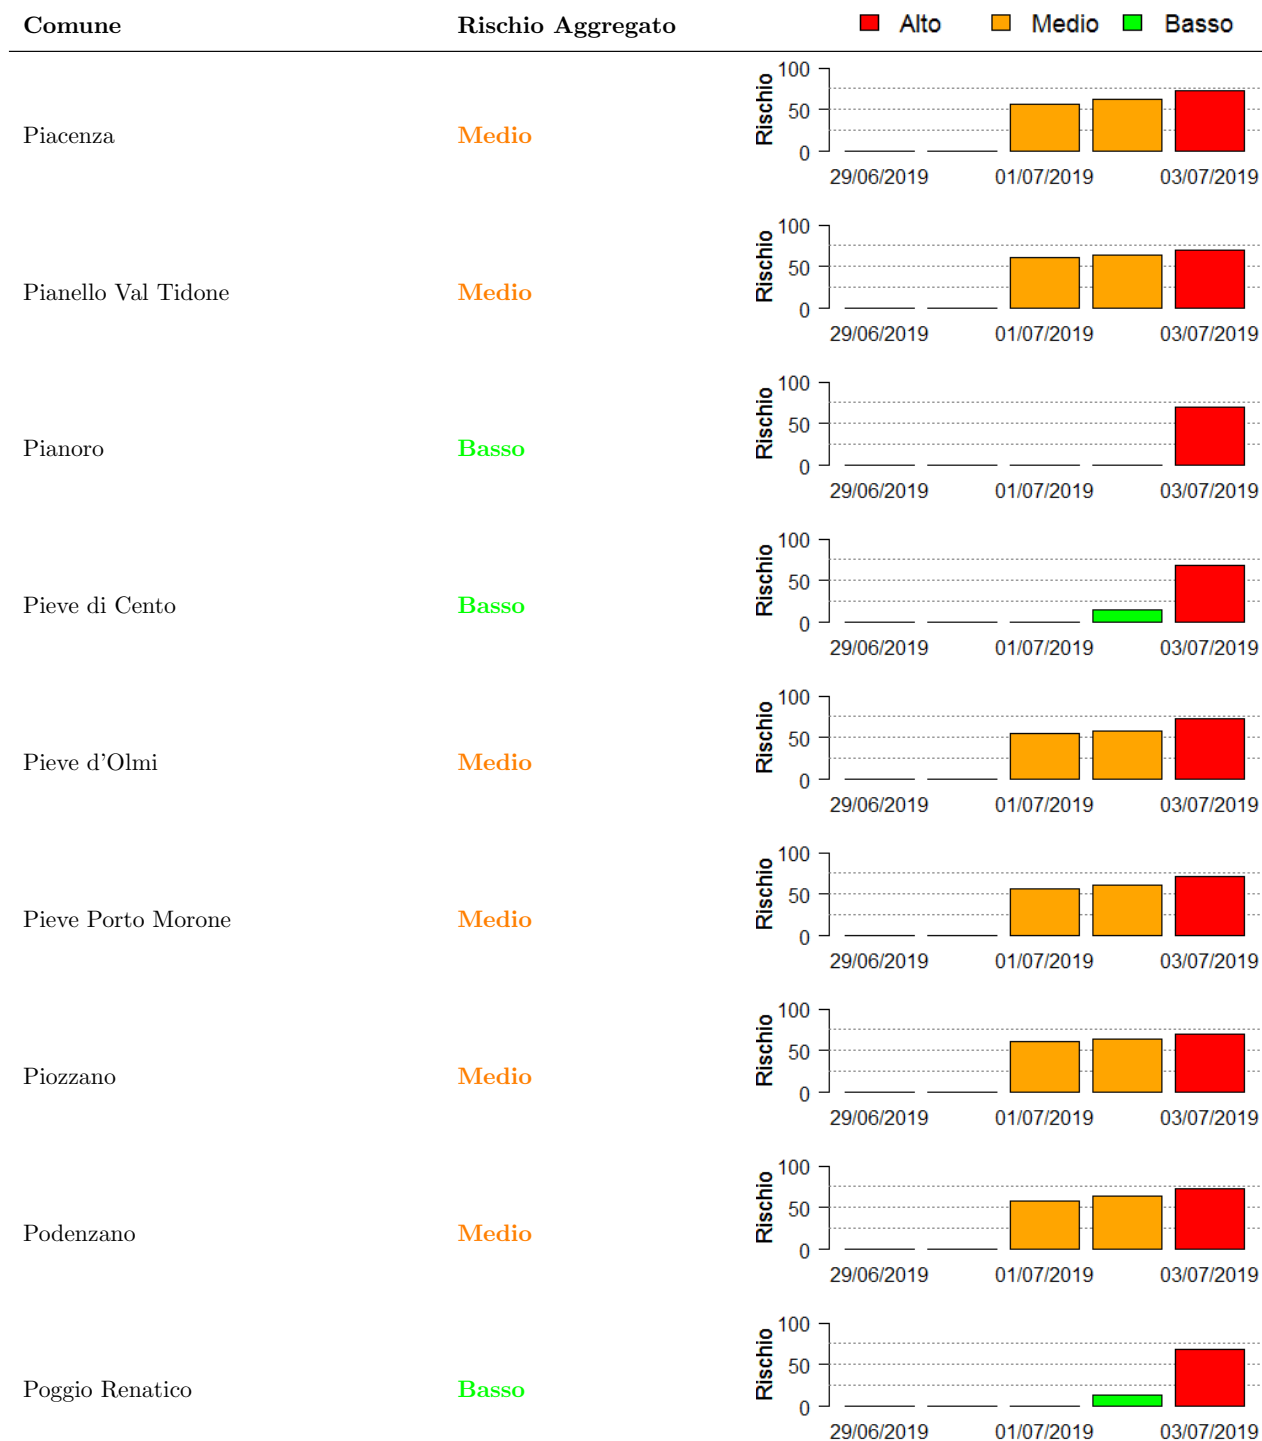 Comune Rischio Aggregato Alto Medio Basso
Piacenza Medio
Rischio
100
50
0
29/06/2019 01/07/2019 03/07/2019
Pianello Val Tidone Medio
Rischio
100
50
0
29/06/2019 01/07/2019 03/07/2019
Pianoro Basso
Rischio
100
50
0
29/06/2019 01/07/2019 03/07/2019
Pieve di Cento Basso
Rischio
100
50
0
29/06/2019 01/07/2019 03/07/2019
Pieve d'Olmi Medio
Rischio
100
50
0
29/06/2019 01/07/2019 03/07/2019
Pieve Porto Morone Medio
Rischio
100
50
0
29/06/2019 01/07/2019 03/07/2019
Piozzano Medio
Rischio
100
50
0
29/06/2019 01/07/2019 03/07/2019
Podenzano Medio
Rischio
100
50
0
29/06/2019 01/07/2019 03/07/2019
Poggio Renatico Basso
Rischio
100
50
0
29/06/2019 01/07/2019 03/07/2019